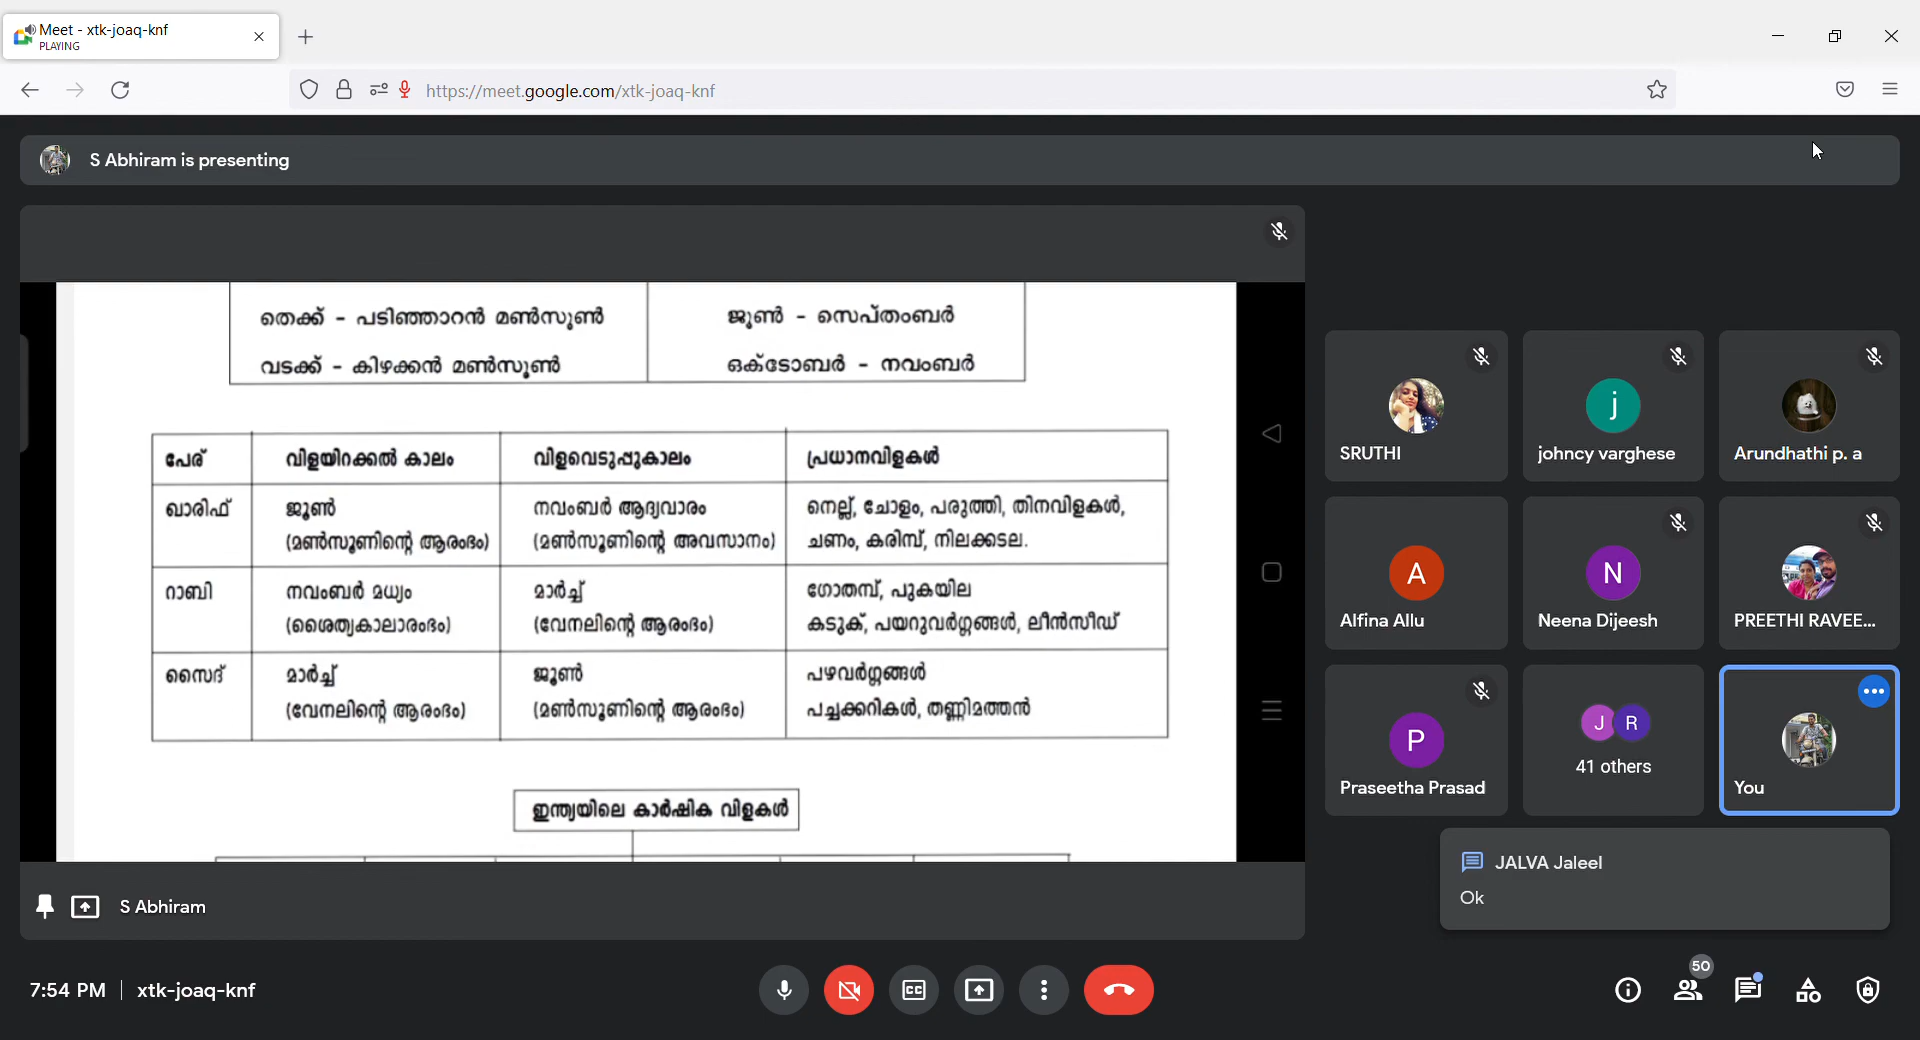 Meet - xtk-joaq-knf
PLAYING
https://meet.google.com/xtk-joaq-knf
S Abhiram is presenting
തെക്ക് - പടിഞ്ഞാറൻ മൺസൂൺ ജൂൺ - സെപ്തംബർ
വടക്ക് - കിഴക്കൻ മൺസൂൺ ഒക്ടോബർ - നവംബർ
പേര് വിളയിറക്കൽ കാലം വിളവെടുപ്പുകാലം പ്രധാനവിളകൾ
ഖാരിഫ് ജൂൺ നവംബർ ആദ്യവാരം നെല്ല്, ചോളം, പരുത്തി, തിനവിളകൾ,
(മൺസൂണിന്റെ ആരംഭം) (മൺസൂണിന്റെ അവസാനം) ചണം, കരിമ്പ്, നിലക്കടല.
റാബി നവംബർ മധ്യം മാർച്ച് ഗോതമ്പ്, പുകയില
(ശൈത്യകാലാരംഭം) (വേനലിന്റെ ആരംഭം) കടുക്, പയറുവർഗ്ഗങ്ങൾ, ലീൻസീഡ്
സൈദ് മാർച്ച് ജൂൺ പഴവർഗ്ഗങ്ങൾ
(വേനലിന്റെ ആരംഭം) (മൺസൂണിന്റെ ആരംഭം) പച്ചക്കറികൾ, തണ്ണിമത്തൻ
ഇന്ത്യയിലെ കാർഷിക വിളകൾ
S Abhiram
SRUTHI
j
johncy varghese
Arundhathi p. a
A
Alfina Allu
N
Neena Dijeesh
PREETHI RAVEE...
P
Praseetha Prasad
J R
41 others
You
JALVA Jaleel
Ok
7:54 PM | xtk-joaq-knf
CC
50